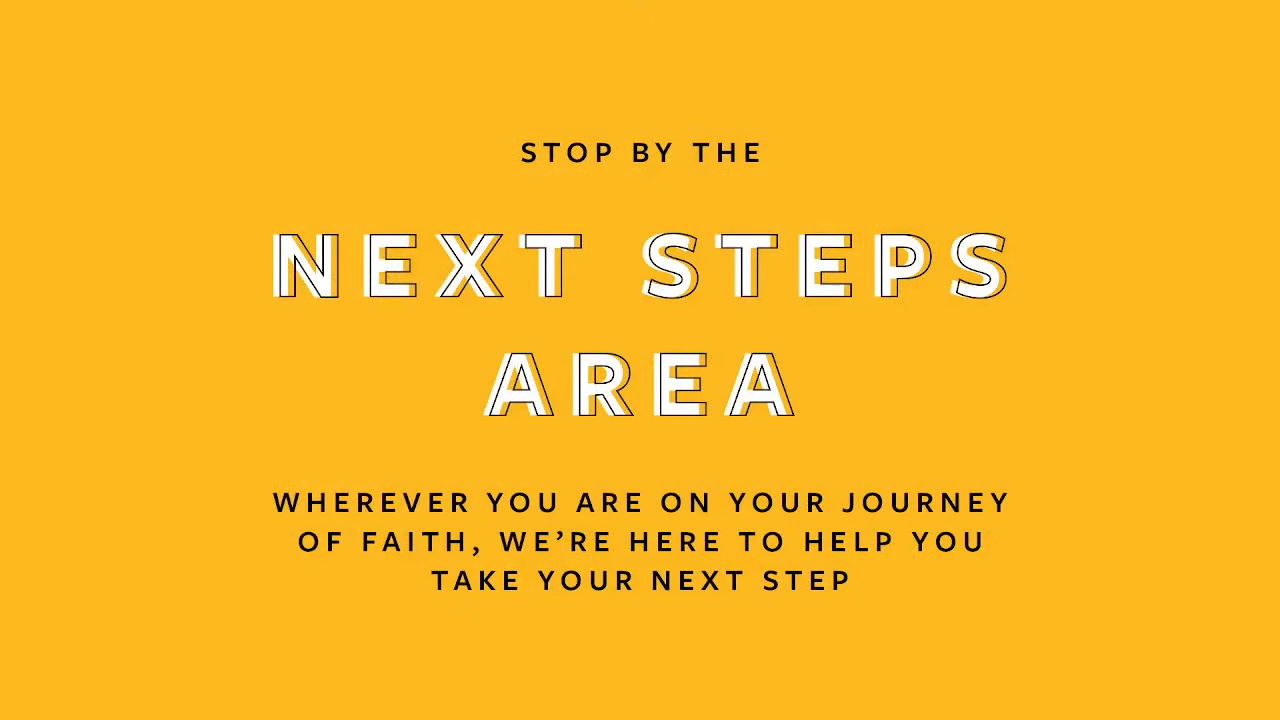 STOP BY THE
NEXT STEPS
AREA
WHEREVER YOU ARE ON YOUR JOURNEY
OF FAITH, WE’RE HERE TO HELP YOU
TAKE YOUR NEXT STEP